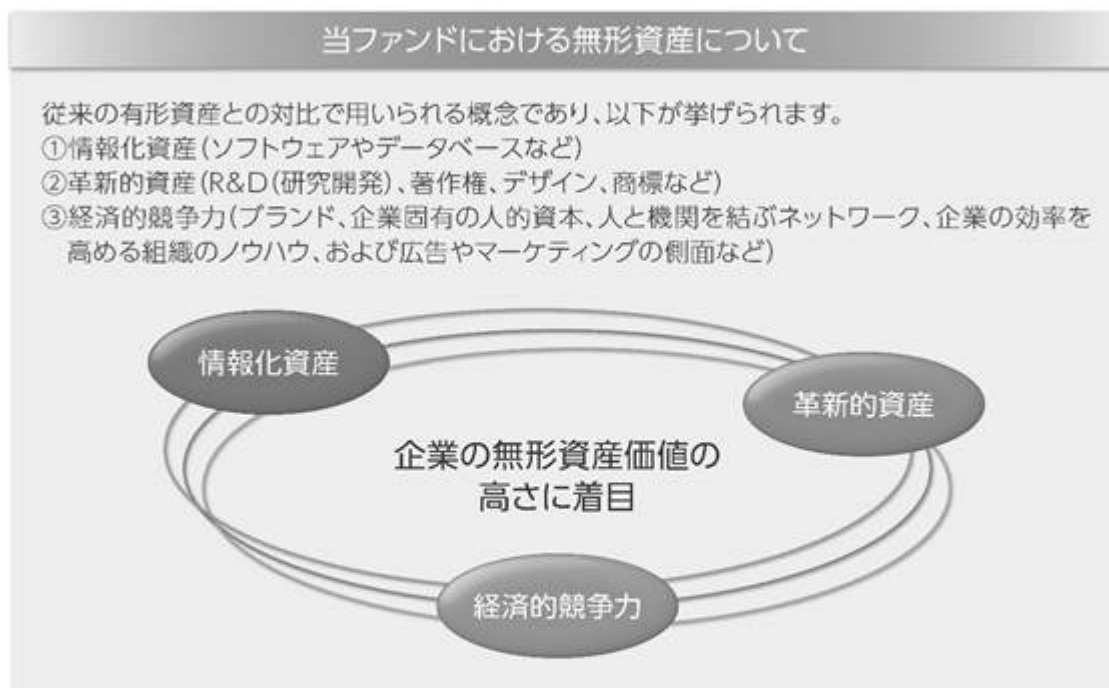 当ファンドにおける無形資産について
従来の有形資産との対比で用いられる概念であり、以下が挙げられます。
①情報化資産(ソフトウェアやデータベースなど)
②革新的資産(R&D(研究開発)、著作権、デザイン、商標など)
③経済的競争力(ブランド、企業固有の人的資本、人と機関を結ぶネットワーク、企業の効率を
高める組織のノウハウ、および広告やマーケティングの側面など)
情報化資産
革新的資産
企業の無形資産価値の
高さに着目
経済的競争力